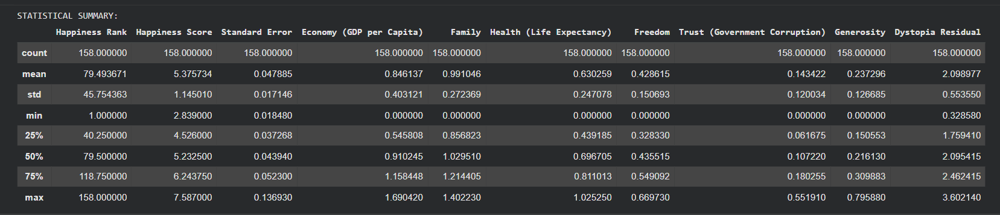 STATISTICAL SUMMARY:
Happiness Rank Happiness Score Standard Error Economy (GDP per Capita) Family Health (Life Expectancy) Freedom Trust (Government Corruption) Generosity Dystopia Residual
count 158.000000 158.000000 158.000000 158.000000 158.000000 158.000000 158.000000 158.000000 158.000000 158.000000
mean 79.493671 5.375734 0.047885 0.846137 0.991046 0.630259 0.428615 0.143422 0.237296 2.098977
std 45.754363 1.145010 0.017146 0.403121 0.272369 0.247078 0.150693 0.120034 0.126685 0.553550
min 1.000000 2.839000 0.018480 0.000000 0.000000 0.000000 0.000000 0.000000 0.000000 0.328580
25% 40.250000 4.526000 0.037268 0.545808 0.856823 0.439185 0.328330 0.061675 0.150553 1.759410
50% 79.500000 5.232500 0.043940 0.910245 1.029510 0.696705 0.435515 0.107220 0.216130 2.095415
75% 118.750000 6.243750 0.052300 1.158448 1.214405 0.811013 0.549092 0.180255 0.309883 2.462415
max 158.000000 7.587000 0.136930 1.690420 1.402230 1.025250 0.669730 0.551910 0.795880 3.602140